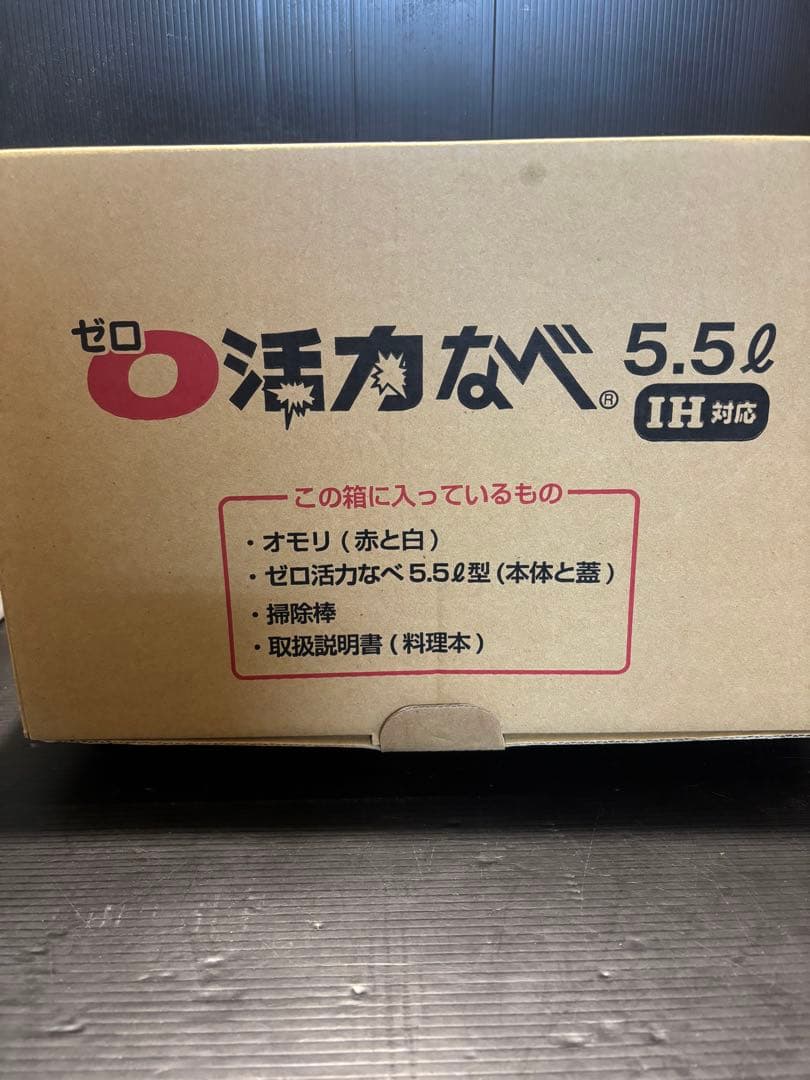 ゼロ
0活力なべ® 5.5ℓ
IH対応
この箱に入っているもの
・オモリ(赤と白)
・ゼロ活力なべ5.5ℓ型(本体と蓋)
・掃除棒
・取扱説明書(料理本)